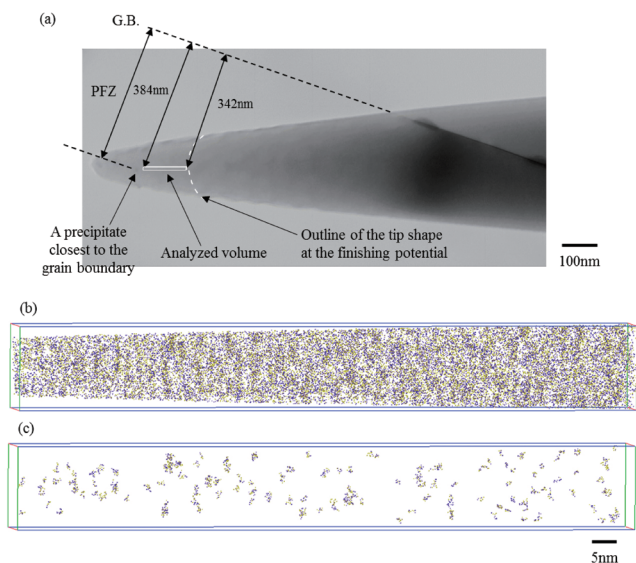 (a)
G.B.
PFZ
384nm
342nm
A precipitate
closest to the
grain boundary
Analyzed volume
Outline of the tip shape
at the finishing potential
100nm
(b)
(c)
5nm